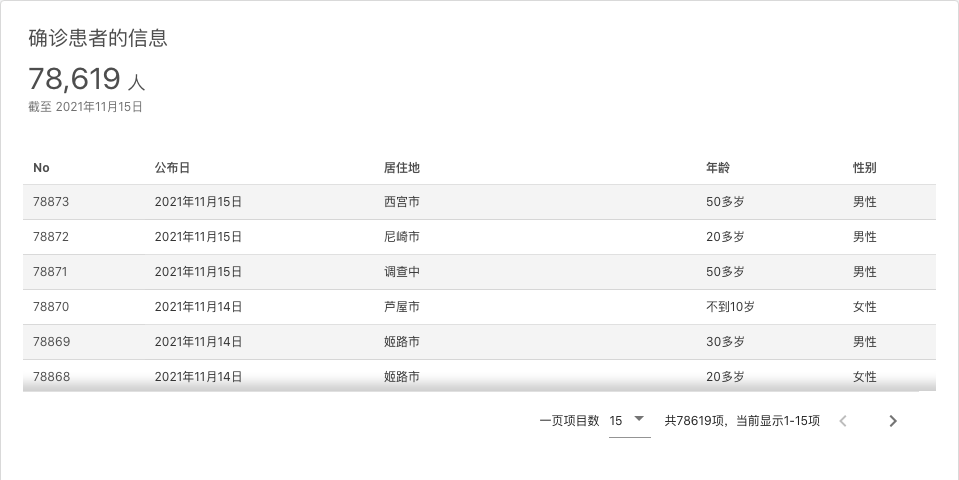 确诊患者的信息
78,619 人
截至 2021年11月15日
No 公布日 居住地 年龄 性别
78873 2021年11月15日 西宫市 50多岁 男性
78872 2021年11月15日 尼崎市 20多岁 男性
78871 2021年11月15日 调查中 50多岁 男性
78870 2021年11月14日 芦屋市 不到10岁 女性
78869 2021年11月14日 姬路市 30多岁 男性
78868 2021年11月14日 姬路市 20多岁 女性
一页项目数 15 共78619项，当前显示1-15项